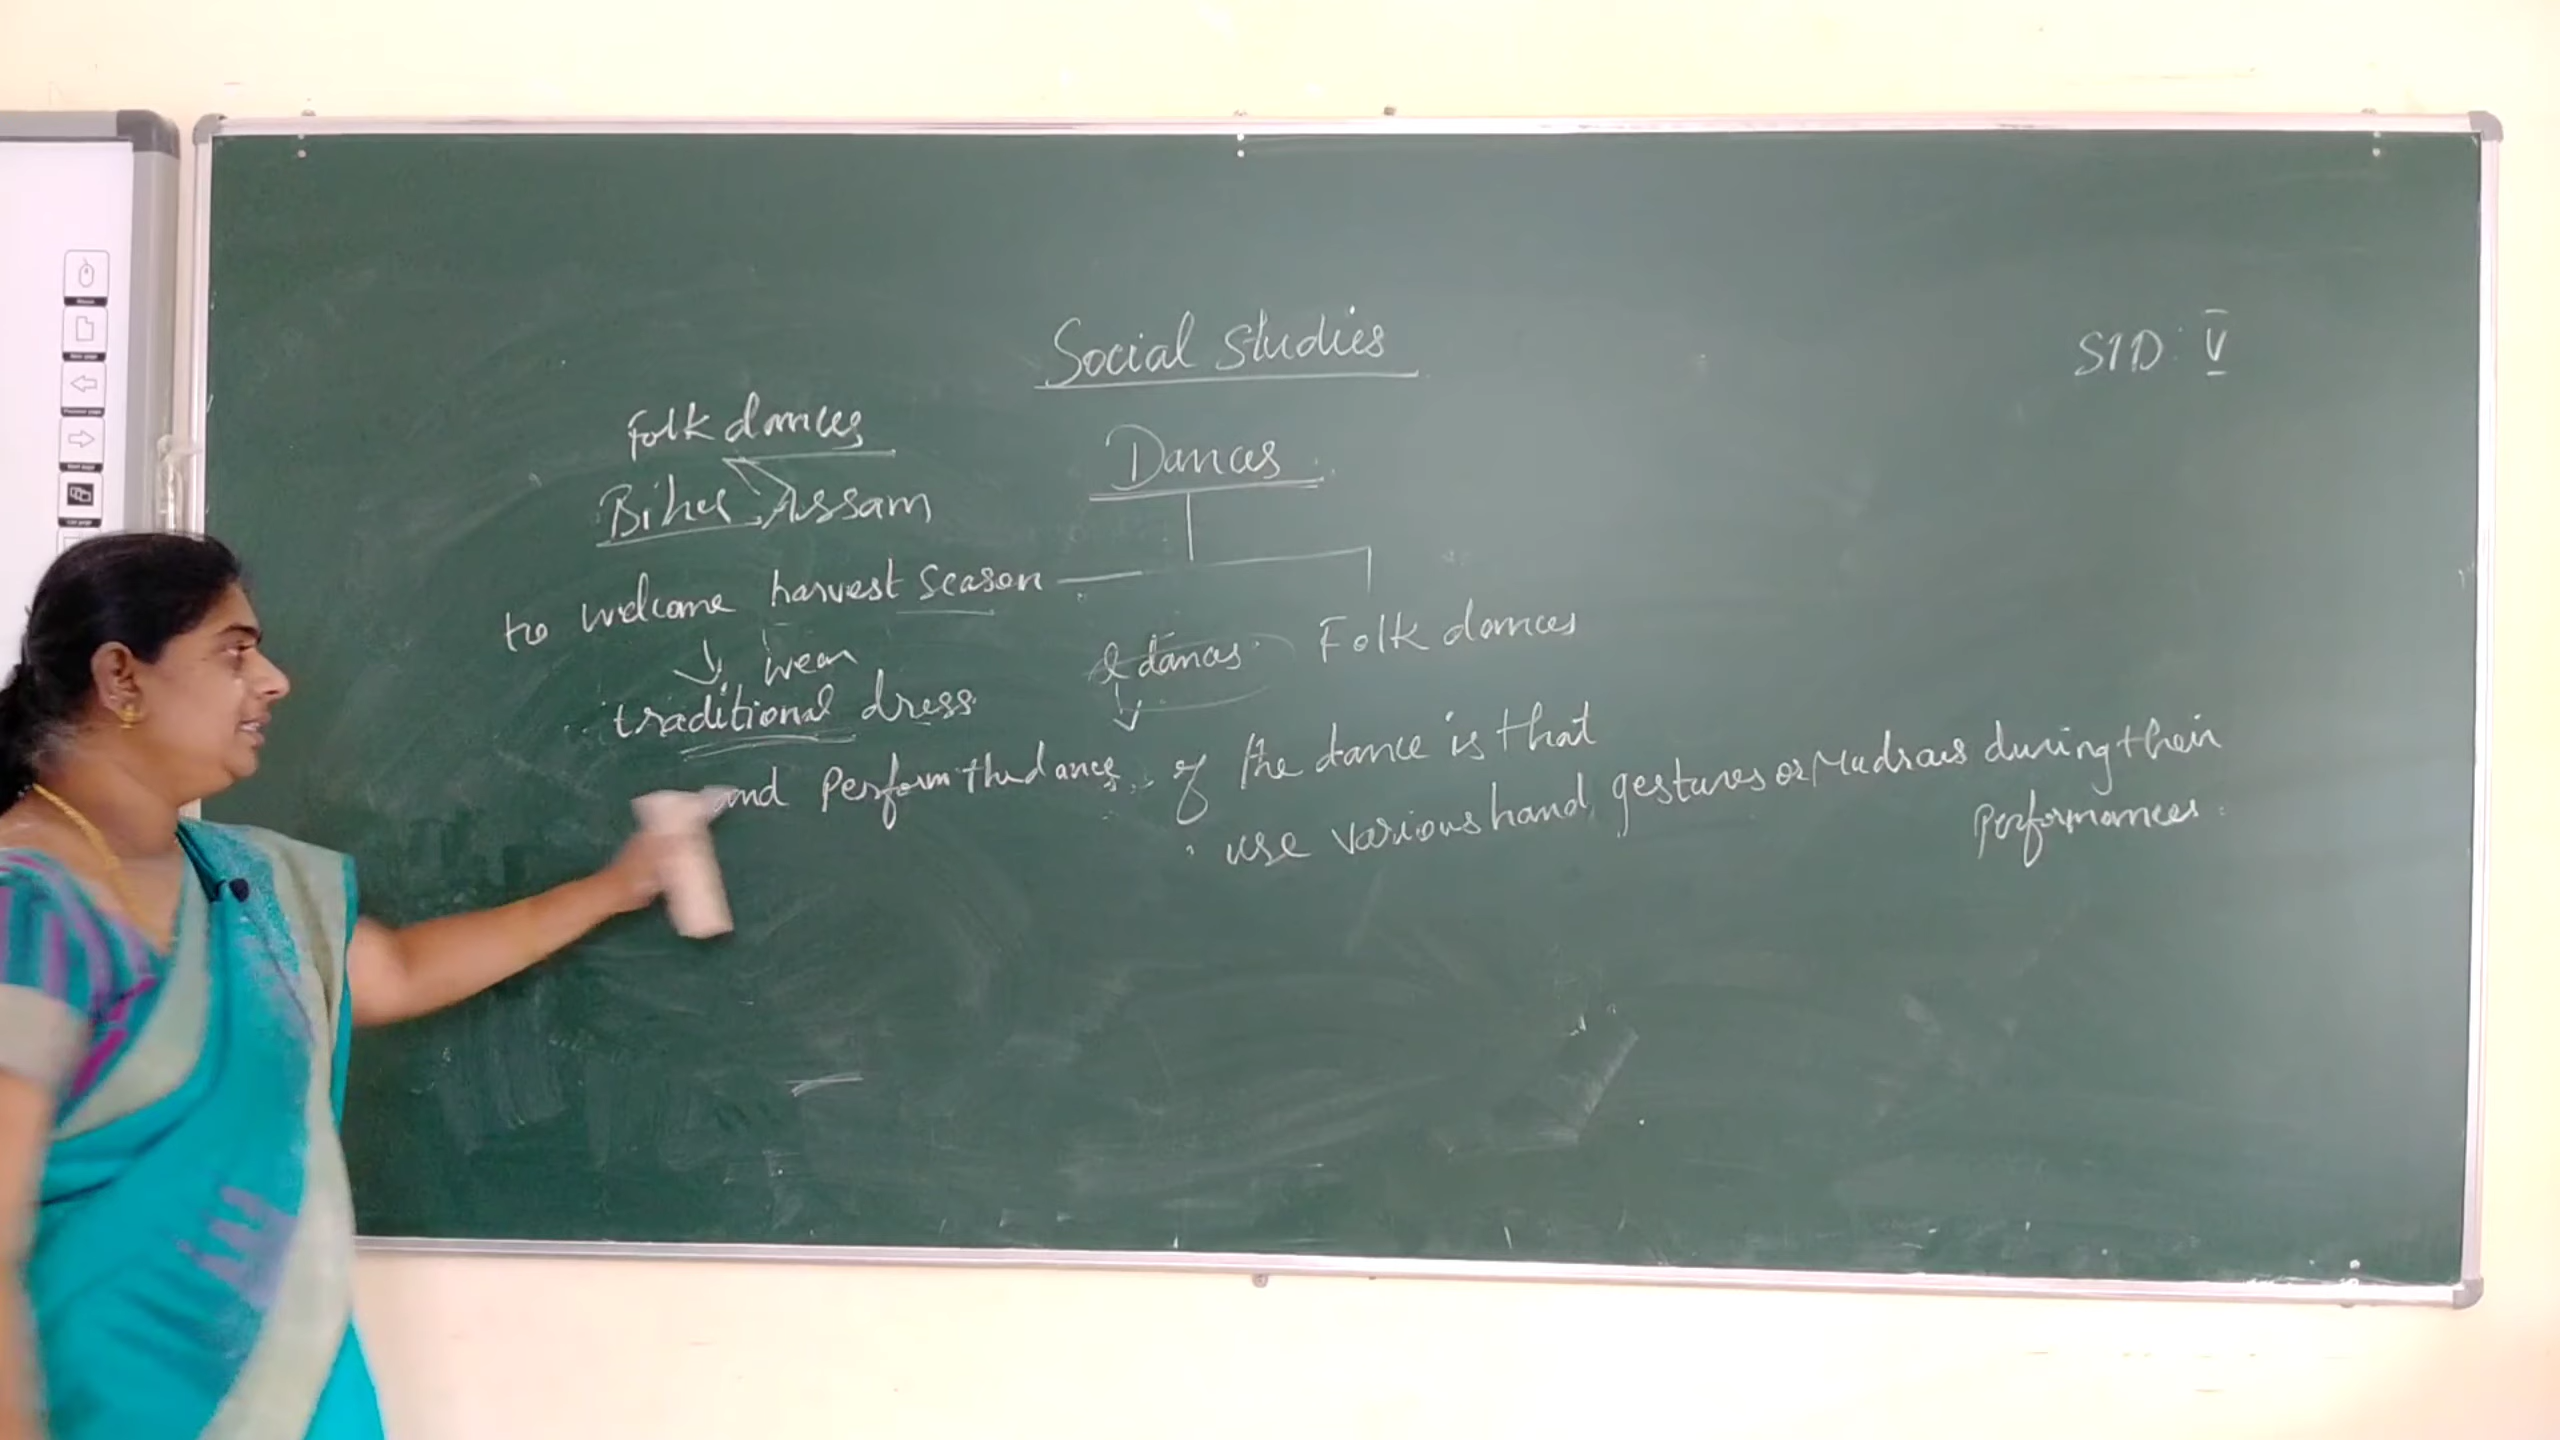 Social Studies
STD: V
Folk dances
Dances
Bihu Assam
to welcome harvest season
wear
traditional dress
and perform the dance
l dances Folk dances
of the dance is that
use various hand gestures or Mudraas during their
performances.